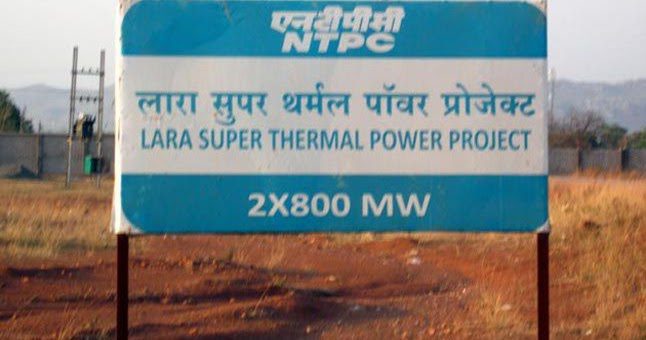 एनटीपीसी
NTPC
लारा सुपर थर्मल पॉवर प्रोजेक्ट
LARA SUPER THERMAL POWER PROJECT
2X800 MW